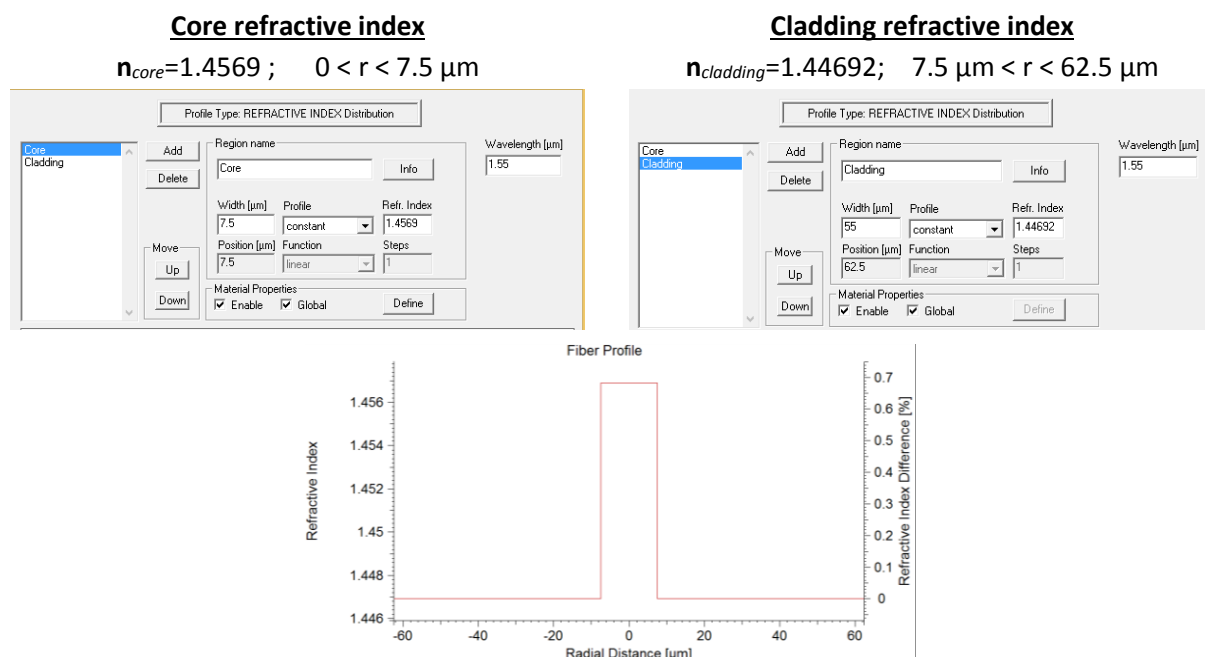 Core refractive index
ncore=1.4569 ; 0 < r < 7.5 µm
Profile Type: REFRACTIVE INDEX Distribution
Core
Cladding
Add
Delete
Move
Up
Down
Region name
Core
Info
Width [µm] Profile Refr. Index
7.5 constant 1.4569
Position [µm] Function Steps
7.5 linear 1
Material Properties
Enable Global Define
Wavelength [µm]
1.55
Cladding refractive index
ncladding=1.44692; 7.5 µm < r < 62.5 µm
Profile Type: REFRACTIVE INDEX Distribution
Core
Cladding
Add
Delete
Move
Up
Down
Region name
Cladding
Info
Width [µm] Profile Refr. Index
55 constant 1.44692
Position [µm] Function Steps
62.5 linear 1
Material Properties
Enable Global Define
Wavelength [µm]
1.55
Fiber Profile
Refractive Index
1.456
1.454
1.452
1.45
1.448
1.446
0.7
0.6
0.5
0.4
0.3
0.2
0.1
0
Refractive Index Difference [%]
-60 -40 -20 0 20 40 60
Radial Distance [µm]